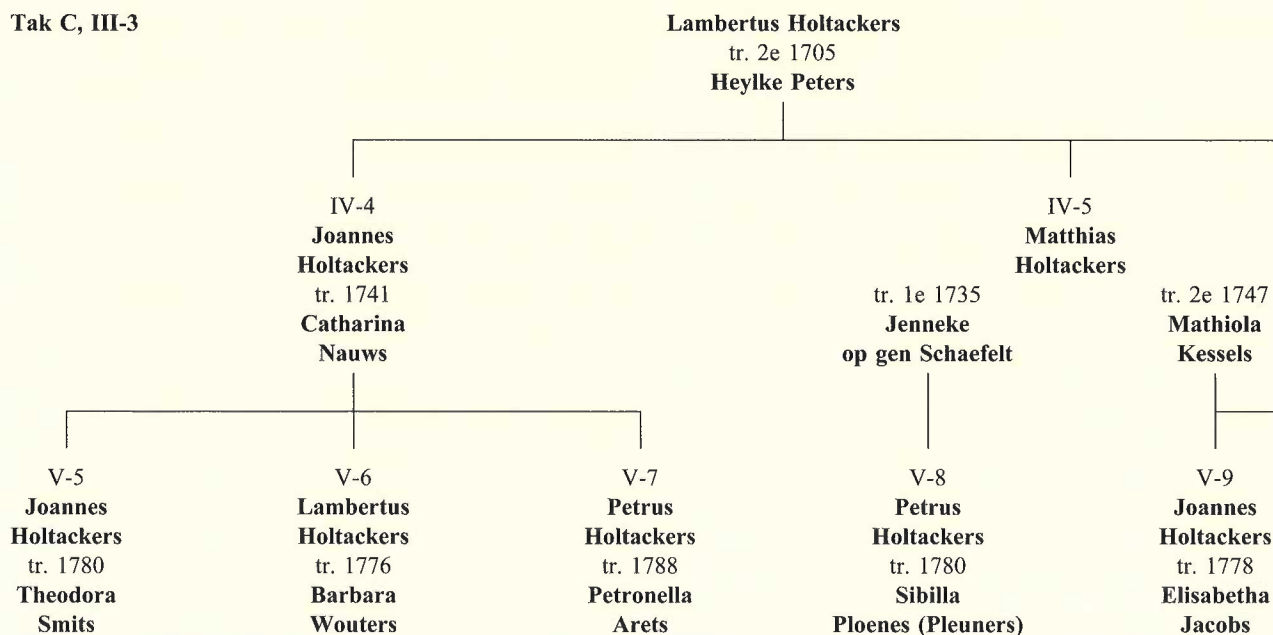 Tak C, III-3
Lambertus Holtackers
tr. 2e 1705
Heylke Peters
IV-4
Joannes
Holtackers
tr. 1741
Catharina
Nauws
IV-5
Matthias
Holtackers
tr. 1e 1735
Jenneke
op gen Schaefelt
tr. 2e 1747
Mathiola
Kessels
V-5
Joannes
Holtackers
tr. 1780
Theodora
Smits
V-6
Lambertus
Holtackers
tr. 1776
Barbara
Wouters
V-7
Petrus
Holtackers
tr. 1788
Petronella
Arets
V-8
Petrus
Holtackers
tr. 1780
Sibilla
Ploenes (Pleuners)
V-9
Joannes
Holtackers
tr. 1778
Elisabetha
Jacobs